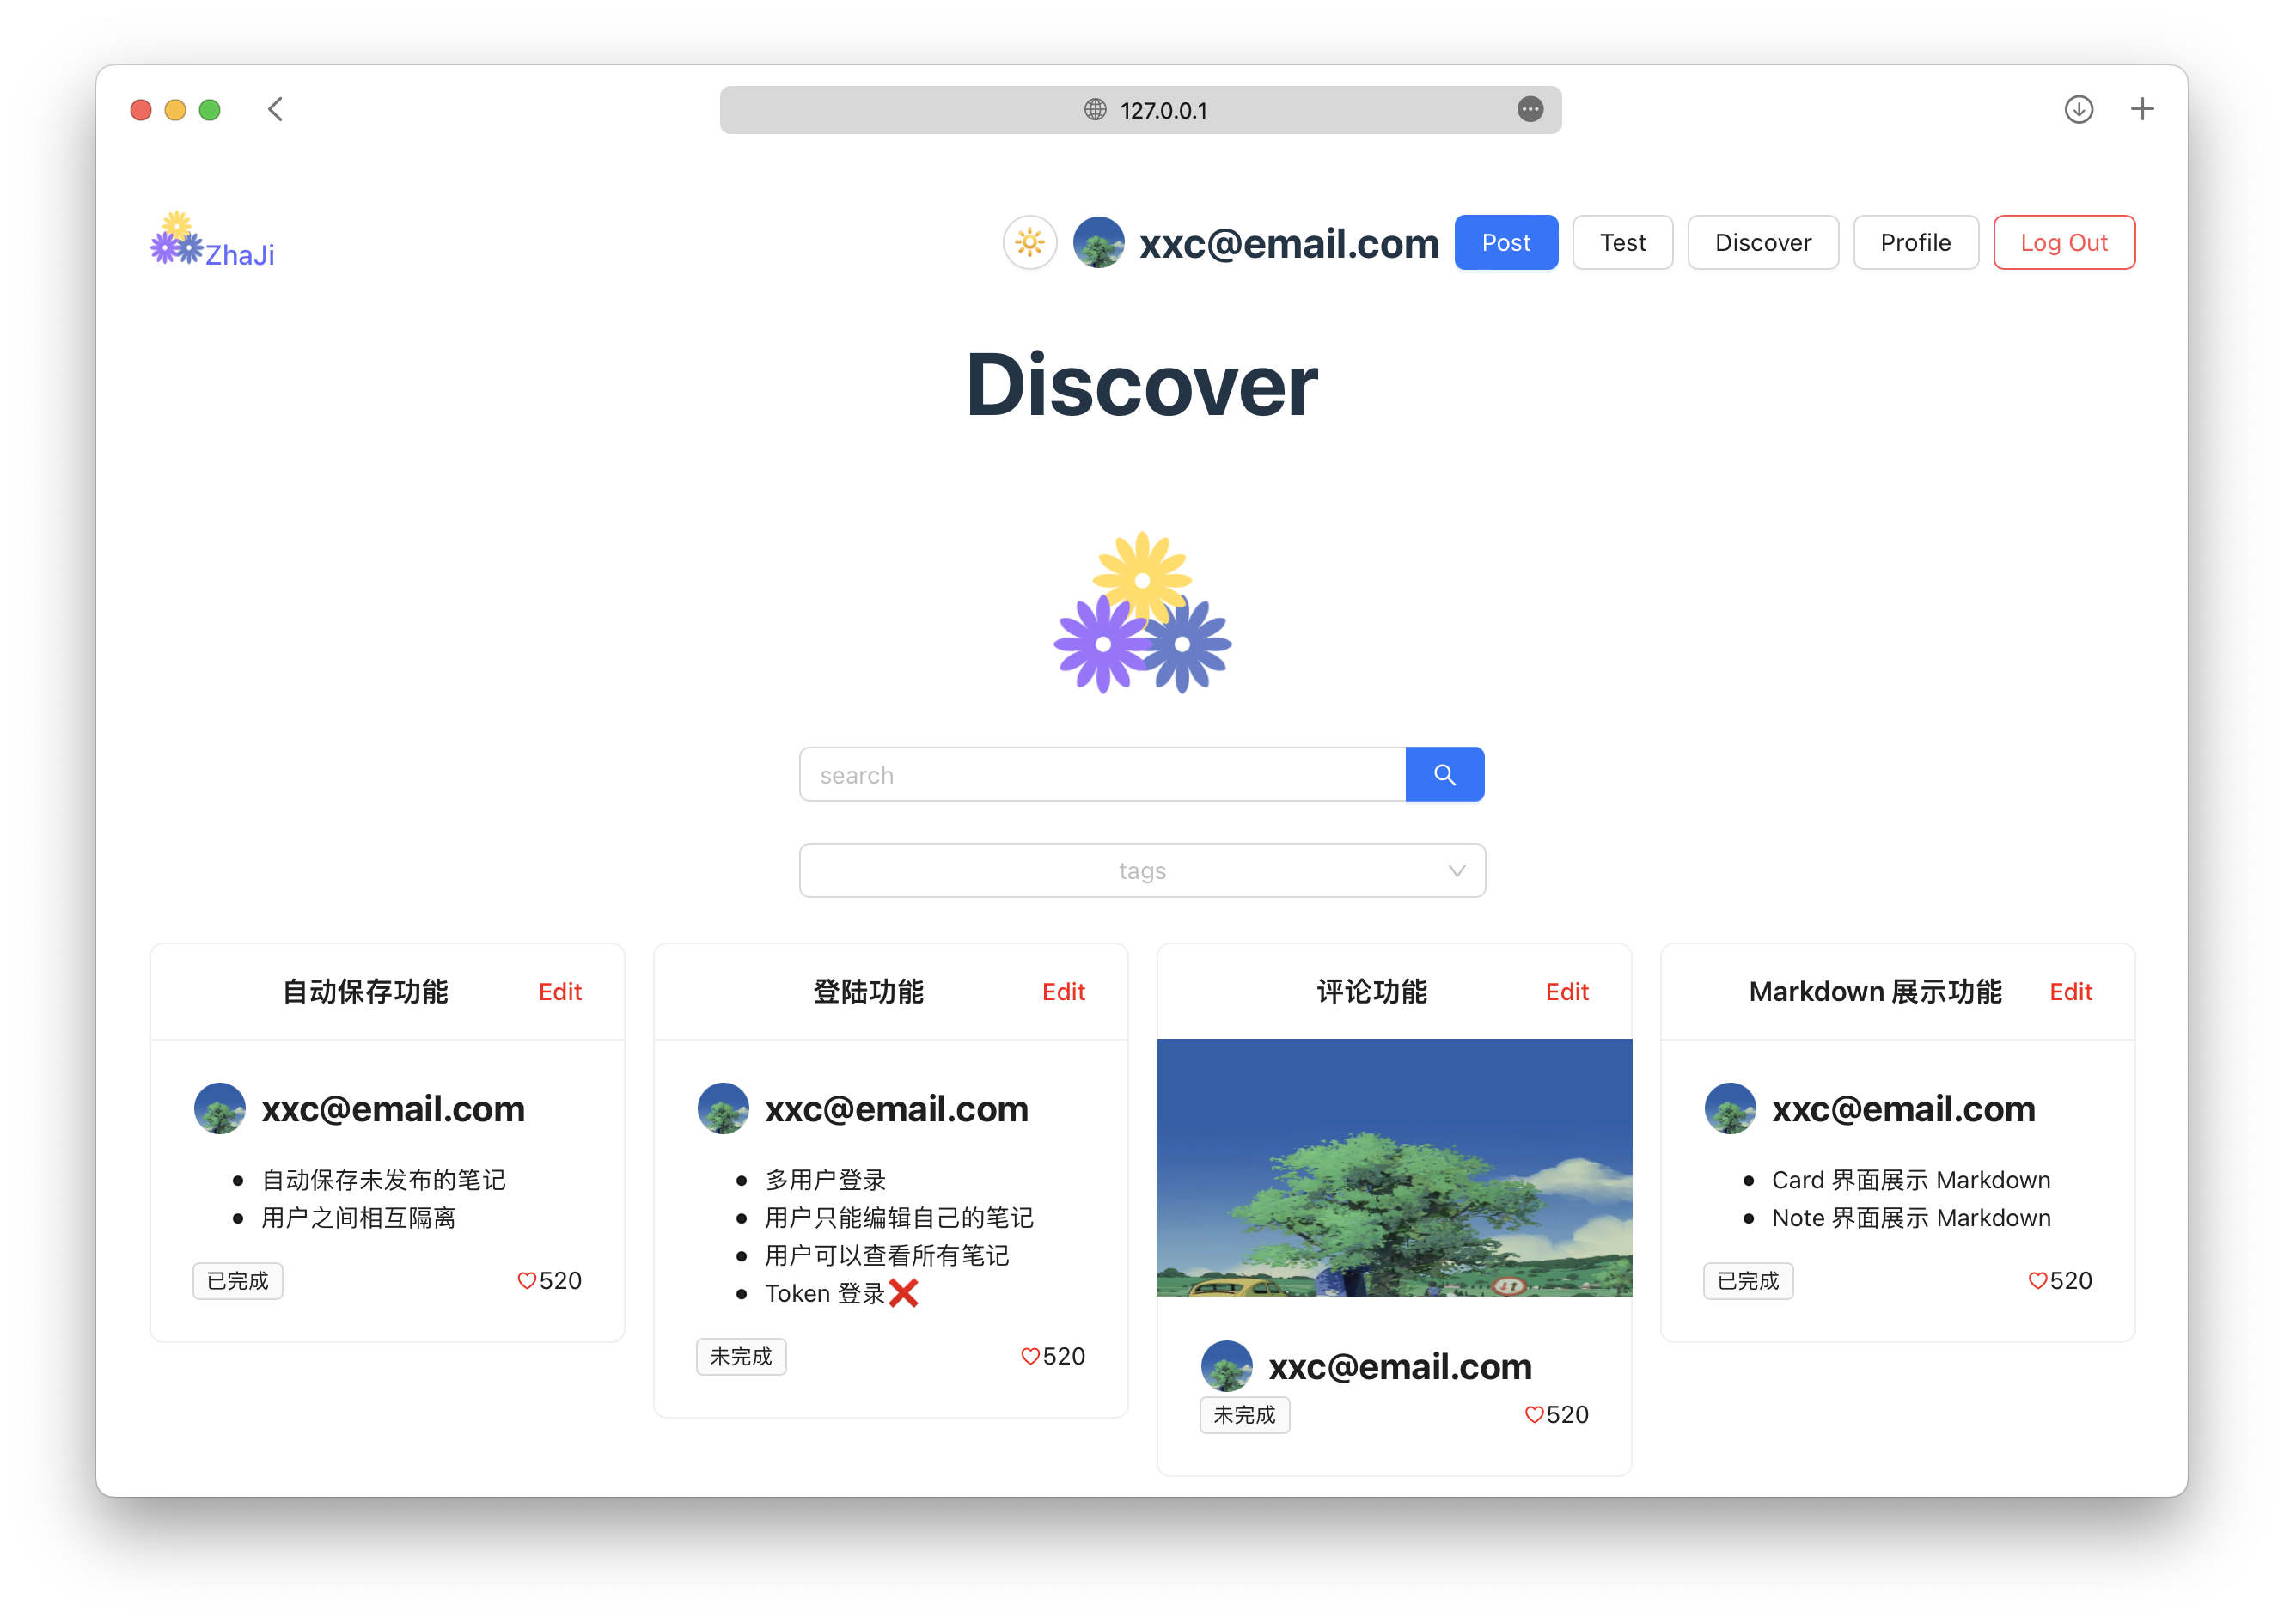 127.0.0.1
ZhaJi
xxc@email.com
Post
Test
Discover
Profile
Log Out
Discover
search
tags
自动保存功能
Edit
xxc@email.com
自动保存未发布的笔记
用户之间相互隔离
已完成
520
登陆功能
Edit
xxc@email.com
多用户登录
用户只能编辑自己的笔记
用户可以查看所有笔记
Token 登录❌
未完成
520
评论功能
Edit
xxc@email.com
未完成
520
Markdown 展示功能
Edit
xxc@email.com
Card 界面展示 Markdown
Note 界面展示 Markdown
已完成
520